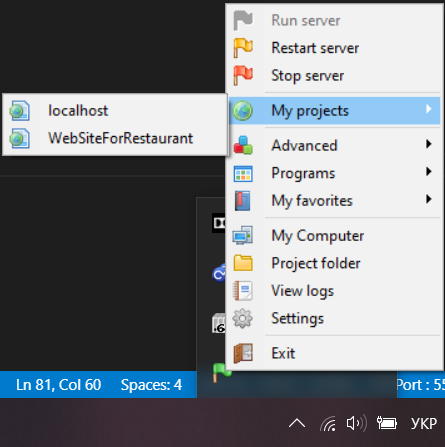 Run server
Restart server
Stop server
My projects
localhost
WebSiteForRestaurant
Advanced
Programs
My favorites
My Computer
Project folder
View logs
Settings
Exit
Ln 81, Col 60 Spaces: 4 Port : 55
УКР